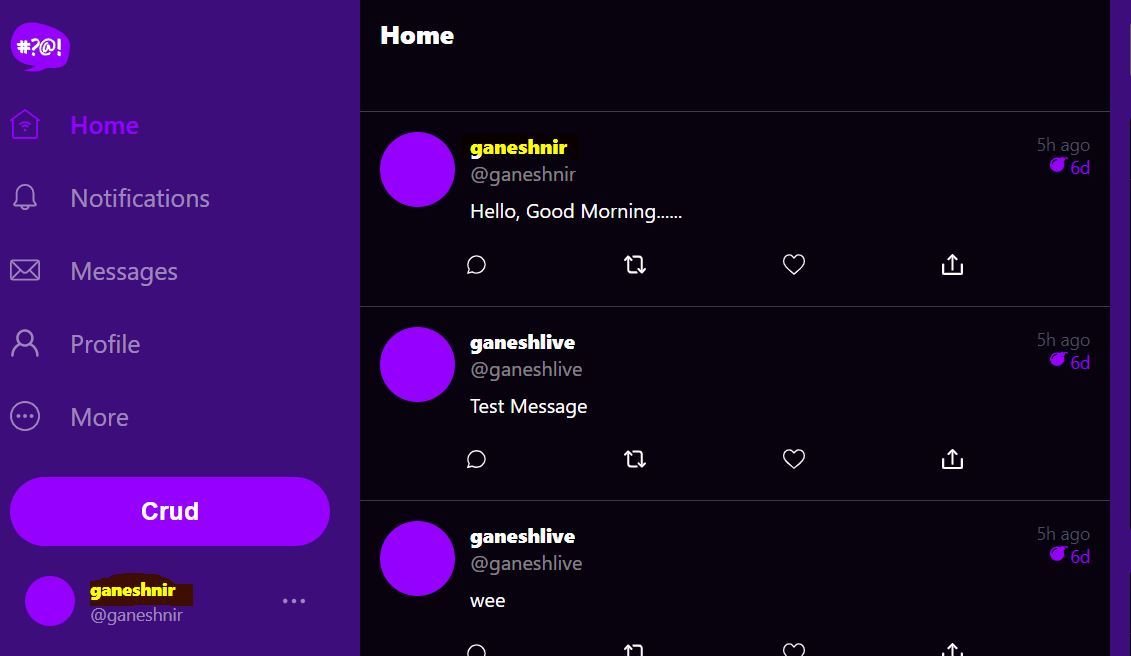 #?@!
Home
Notifications
Messages
Profile
More
Crud
ganeshnir
@ganeshnir
Home
ganeshnir
5h ago
@ganeshnir
6d
Hello, Good Morning......
ganeshlive
5h ago
@ganeshlive
6d
Test Message
ganeshlive
5h ago
@ganeshlive
6d
wee